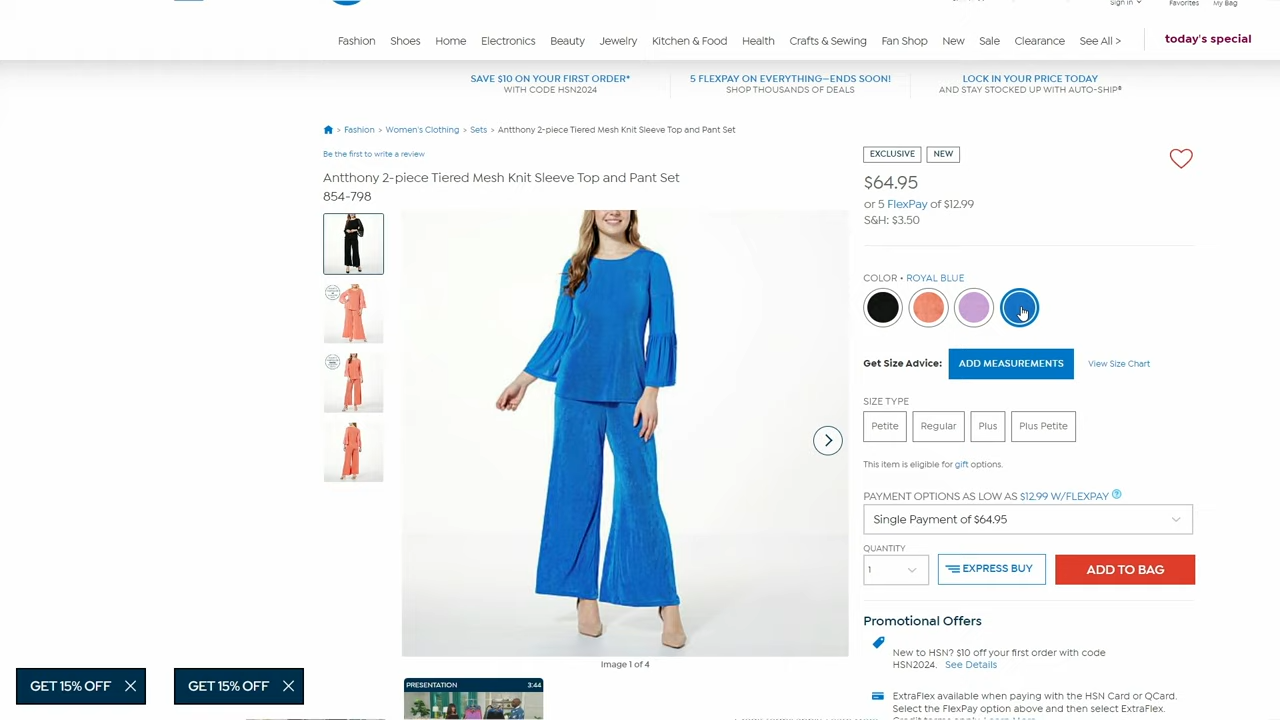 Sign in
Favorites
My Bag
Fashion
Shoes
Home
Electronics
Beauty
Jewelry
Kitchen & Food
Health
Crafts & Sewing
Fan Shop
New
Sale
Clearance
See All >
today's special
SAVE $10 ON YOUR FIRST ORDER*
WITH CODE HSN2024
5 FLEXPAY ON EVERYTHING—ENDS SOON!
SHOP THOUSANDS OF DEALS
LOCK IN YOUR PRICE TODAY
AND STAY STOCKED UP WITH AUTO-SHIP®
> Fashion > Women's Clothing > Sets > Antthony 2-piece Tiered Mesh Knit Sleeve Top and Pant Set
Be the first to write a review
Antthony 2-piece Tiered Mesh Knit Sleeve Top and Pant Set
854-798
Image 1 of 4
PRESENTATION 3:44
EXCLUSIVE
NEW
$64.95
or 5 FlexPay of $12.99
S&H: $3.50
COLOR • ROYAL BLUE
Get Size Advice:
ADD MEASUREMENTS
View Size Chart
SIZE TYPE
Petite
Regular
Plus
Plus Petite
This item is eligible for gift options.
PAYMENT OPTIONS AS LOW AS $12.99 W/FLEXPAY ?
Single Payment of $64.95
QUANTITY
1
EXPRESS BUY
ADD TO BAG
Promotional Offers
New to HSN? $10 off your first order with code
HSN2024. See Details
ExtraFlex available when paying with the HSN Card or QCard.
Select the FlexPay option above and then select ExtraFlex.
Credit terms apply. Learn More
GET 15% OFF
GET 15% OFF